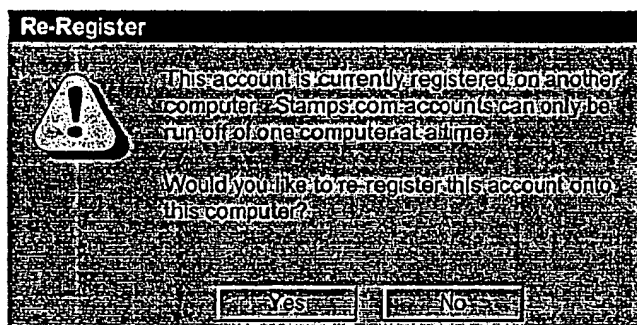 Re-Register
This account is currently registered on another
computer. Stamps.com accounts can only be
run off of one computer at a time.
Would you like to re-register this account onto
this computer?
Yes No